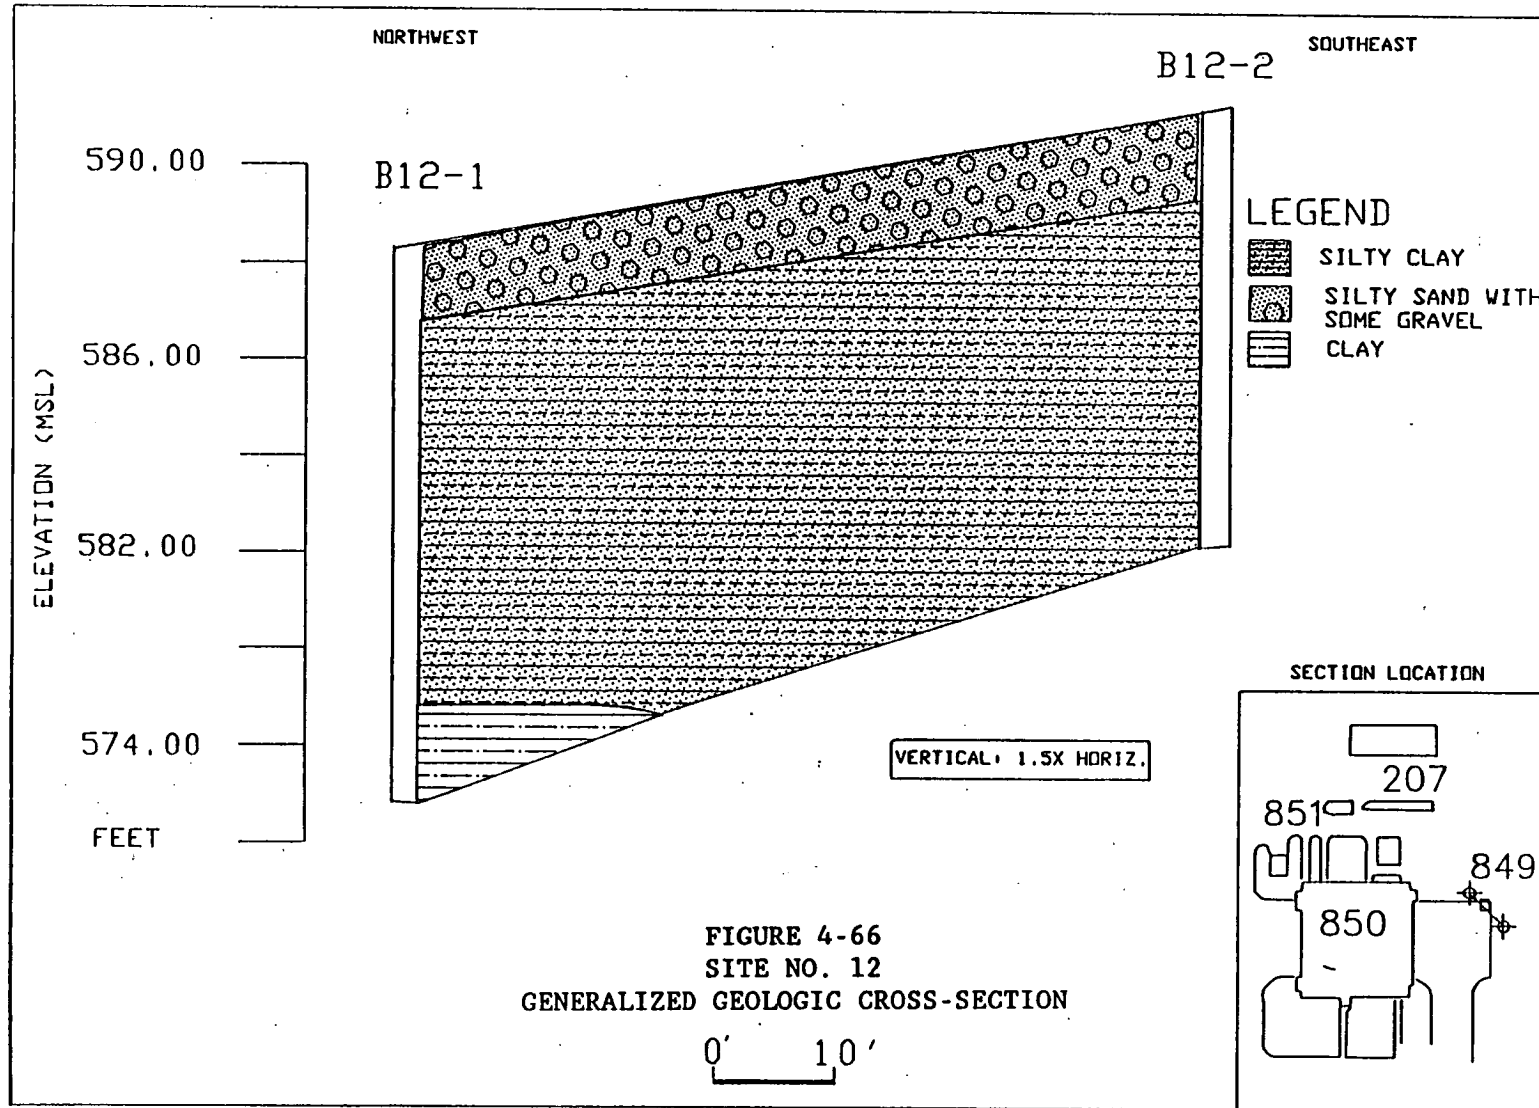 NORTHWEST
SOUTHEAST
B12-2
B12-1
590.00
586.00
582.00
574.00
FEET
ELEVATION (MSL)
LEGEND
SILTY CLAY
SILTY SAND WITH
SOME GRAVEL
CLAY
VERTICAL: 1.5X HORIZ.
SECTION LOCATION
207
851
849
850
FIGURE 4-66
SITE NO. 12
GENERALIZED GEOLOGIC CROSS-SECTION
0' 10'